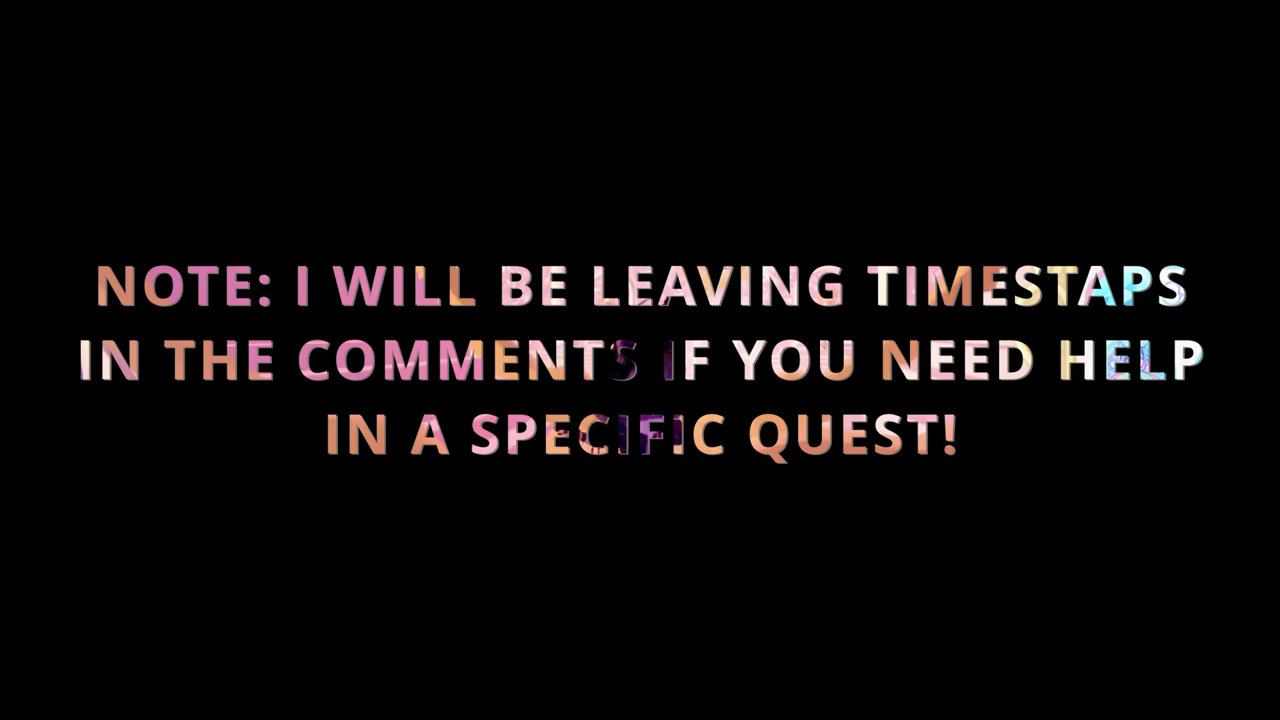 NOTE: I WILL BE LEAVING TIMESTAPS
IN THE COMMENTS IF YOU NEED HELP
IN A SPECIFIC QUEST!